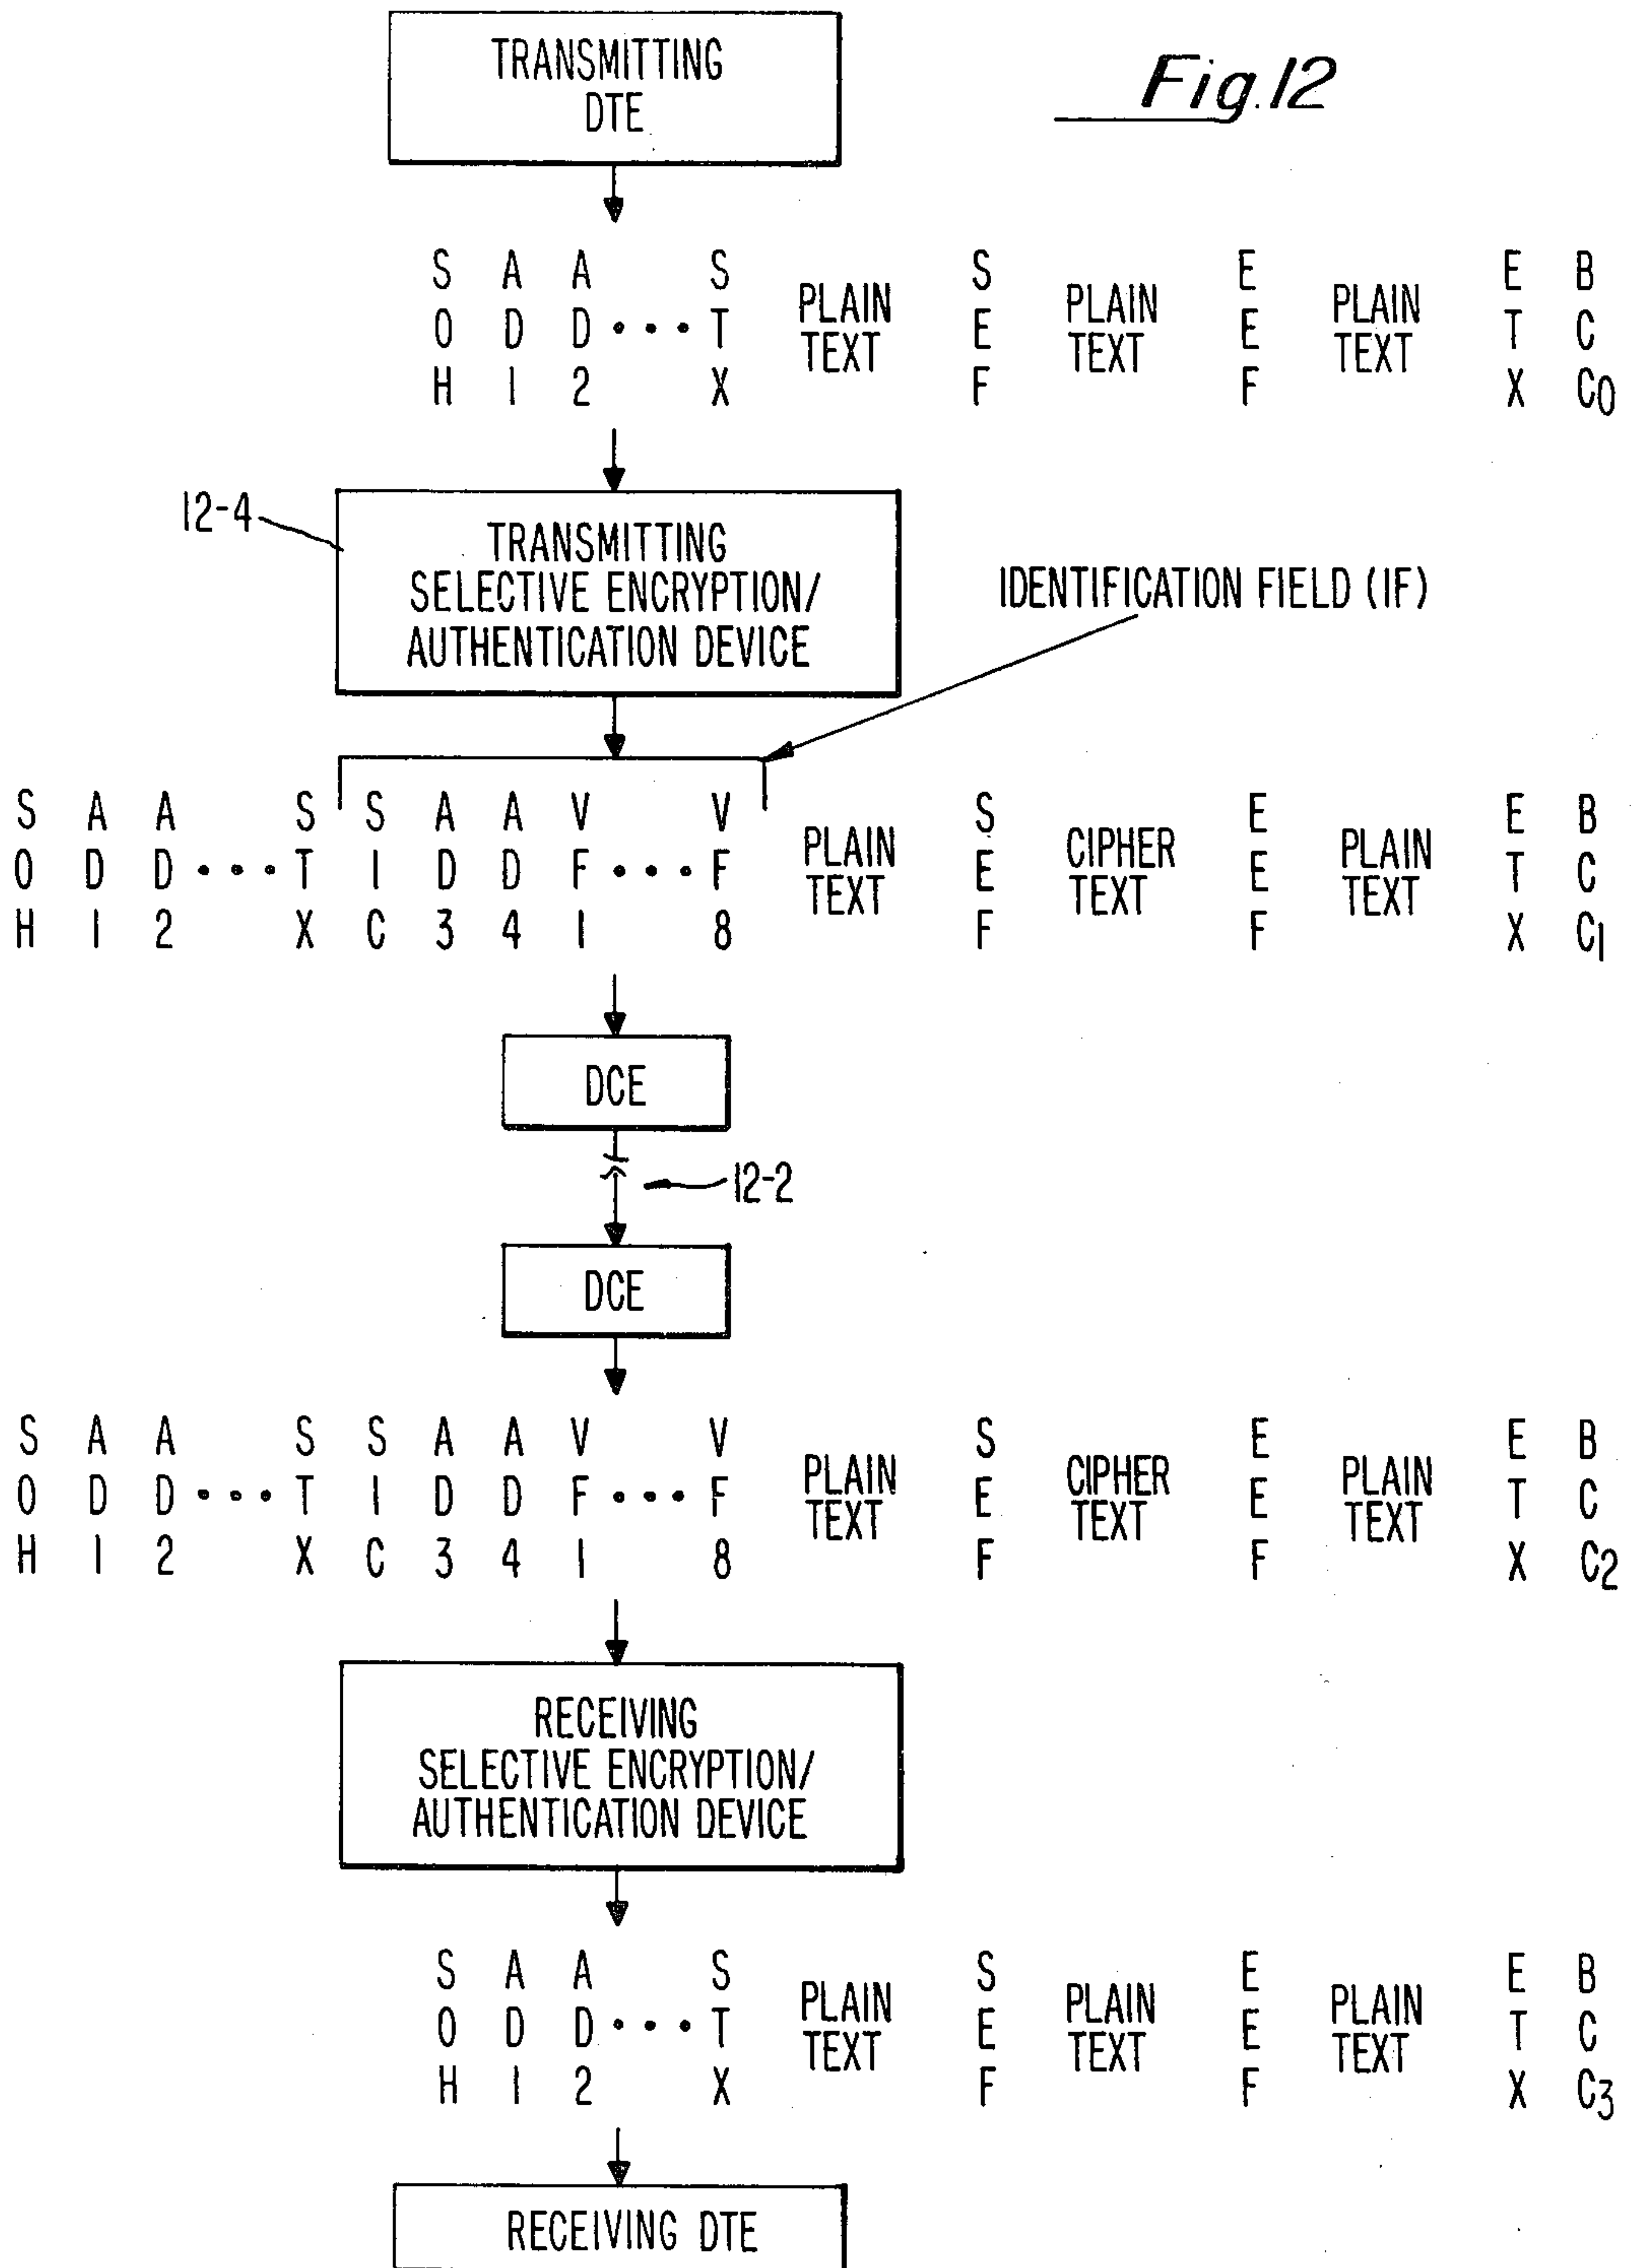 TRANSMITTING
DTE
Fig. 12
S A A S S E E B
O D D • • • T PLAIN TEXT E PLAIN TEXT E PLAIN TEXT T C
H 1 2 X F F X C0
12-4
TRANSMITTING
SELECTIVE ENCRYPTION/
AUTHENTICATION DEVICE
IDENTIFICATION FIELD (IF)
S A A S S A A V V S E E B
O D D • • • T I D D F • • • F PLAIN TEXT E CIPHER TEXT E PLAIN TEXT T C
H 1 2 X C 3 4 1 8 F F X C1
DCE
12-2
DCE
S A A S S A A V V S E E B
O D D • • • T I D D F • • • F PLAIN TEXT E CIPHER TEXT E PLAIN TEXT T C
H 1 2 X C 3 4 1 8 F F X C2
RECEIVING
SELECTIVE ENCRYPTION/
AUTHENTICATION DEVICE
S A A S S E E B
O D D • • • T PLAIN TEXT E PLAIN TEXT E PLAIN TEXT T C
H 1 2 X F F X C3
RECEIVING DTE